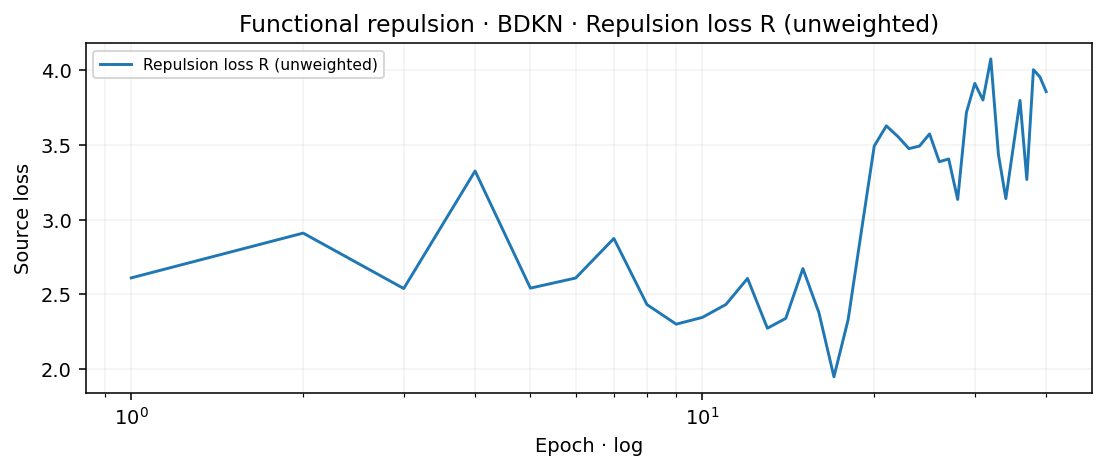 Functional repulsion · BDKN · Repulsion loss R (unweighted)
Repulsion loss R (unweighted)
4.0
3.5
3.0
2.5
2.0
Source loss
10⁰
10¹
Epoch · log